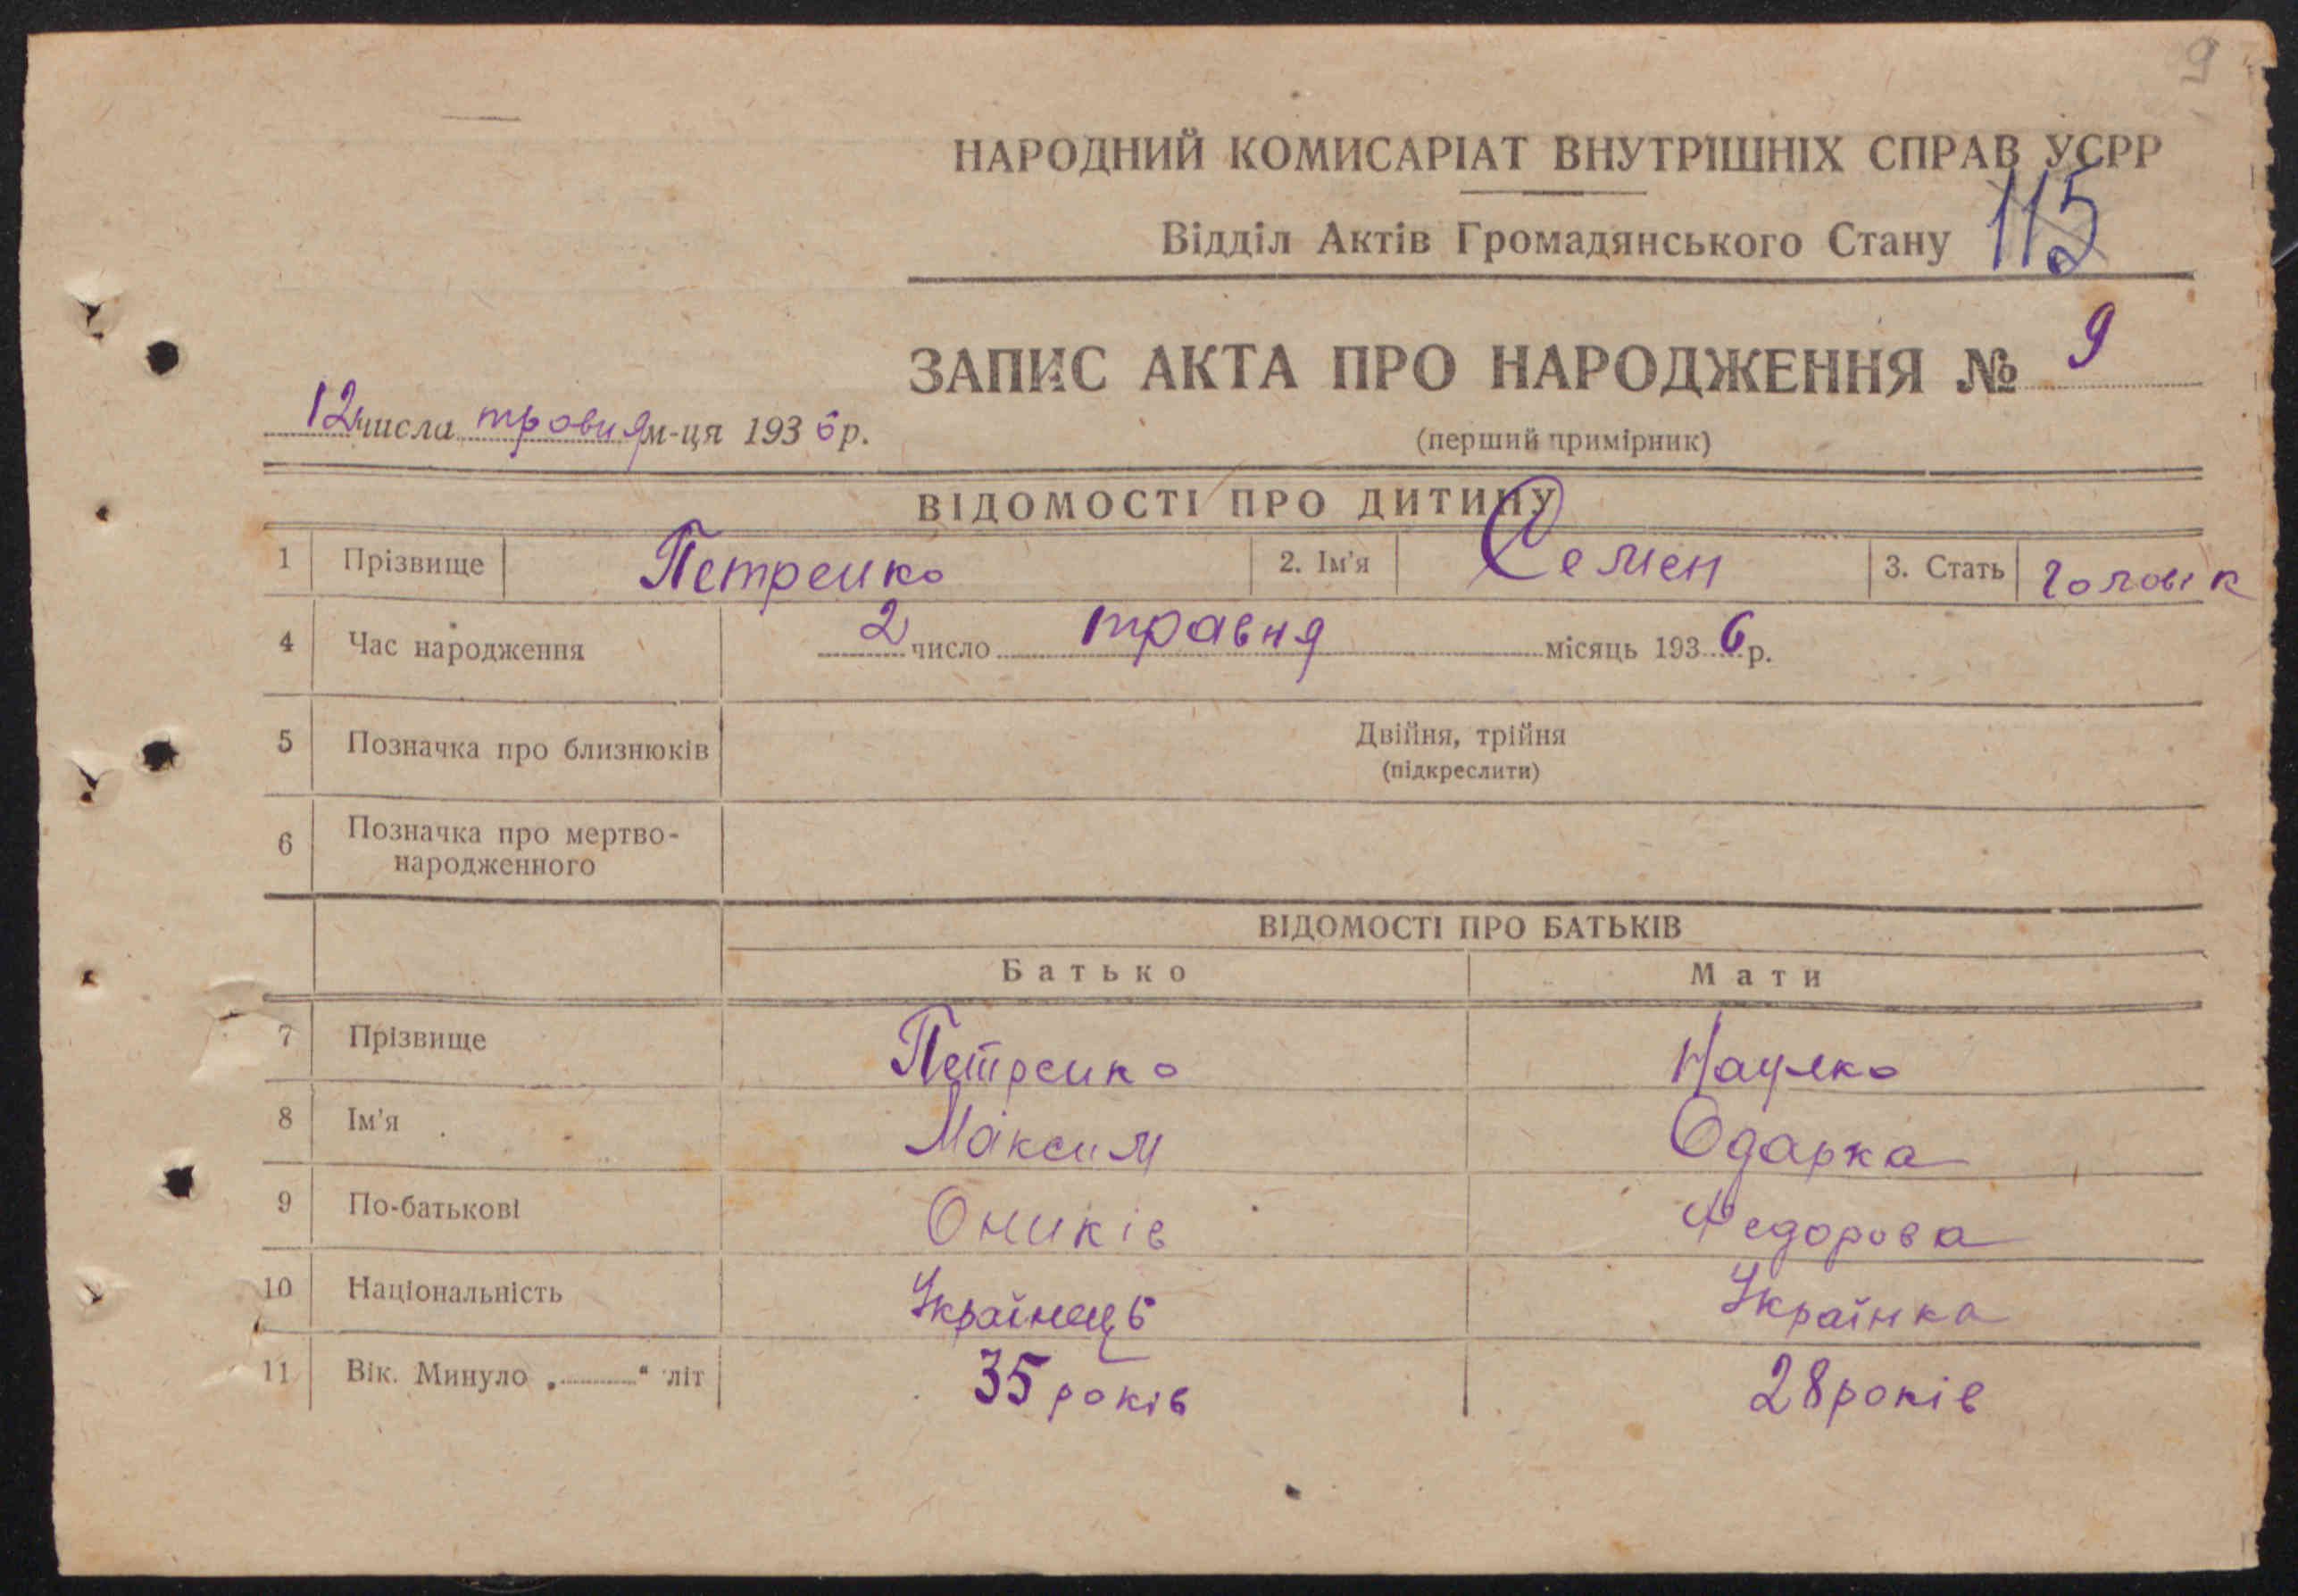 9
НАРОДНИЙ КОМИСАРІАТ ВНУТРІШНІХ СПРАВ УСРР
Відділ Актів Громадянського Стану 115
ЗАПИС АКТА ПРО НАРОДЖЕННЯ № 9
12 числа травня м-ця 1936 р.
(перший примірник)
ВІДОМОСТІ ПРО ДИТИНУ
1 Прізвище Петренко 2. Ім'я Семен 3. Стать чоловік
4 Час народження 2 число травня місяць 1936 р.
5 Позначка про близнюків Двійня, трійня
(підкреслити)
6 Позначка про мертво-
народженного
ВІДОМОСТІ ПРО БАТЬКІВ
Батько Мати
7 Прізвище Петренко
8 Ім'я Максим Одарка
9 По-батькові Оників Федорова
10 Національність Українець Українка
11 Вік. Минуло „ “ літ 35 років 28 років